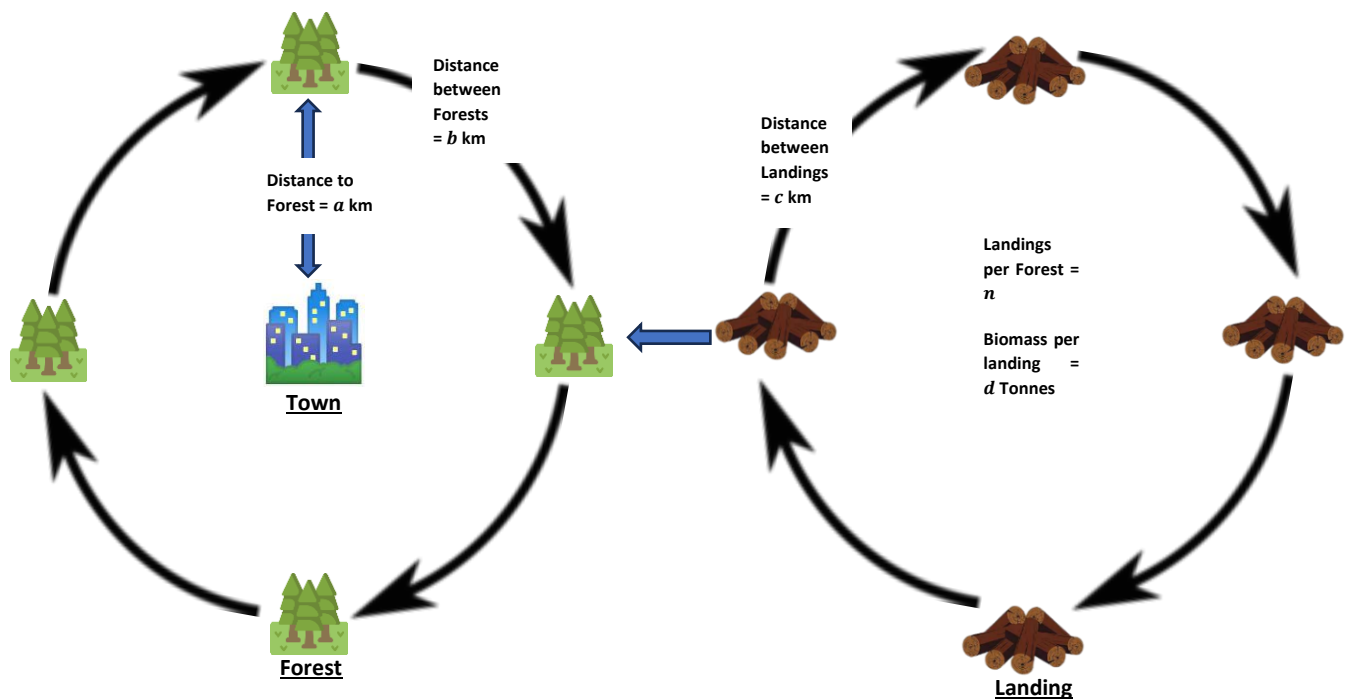 Distance
between
Forests
= b km
Distance to
Forest = a km
Town
Forest
Distance
between
Landings
= c km
Landings
per Forest =
n
Biomass per
landing =
d Tonnes
Landing